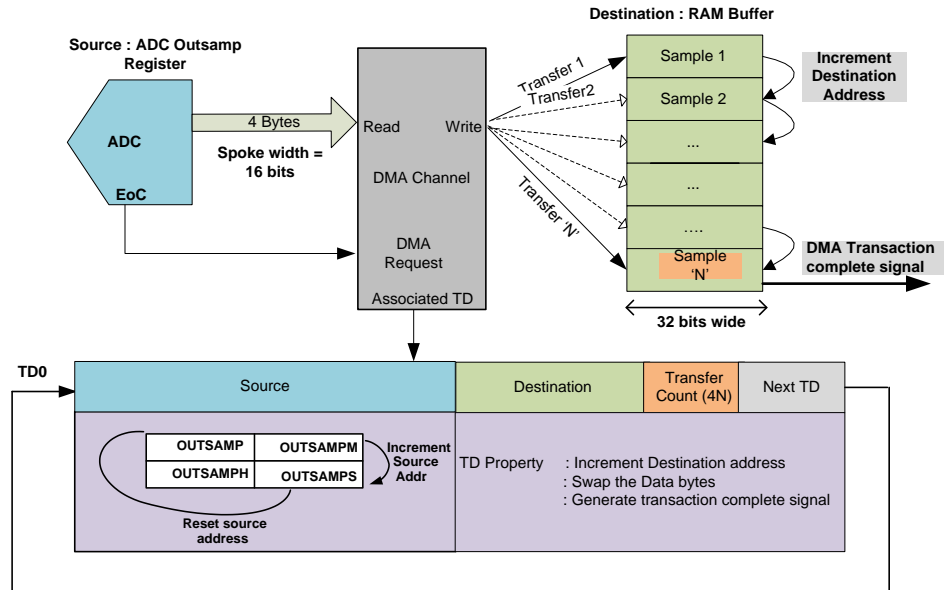 Destination : RAM Buffer
Source : ADC Outsamp
Register
ADC
EoC
4 Bytes
Spoke width =
16 bits
Read
Write
DMA Channel
DMA
Request
Associated TD
Transfer 1
Transfer2
Transfer ‘N’
Sample 1
Sample 2
...
...
....
Sample
‘N’
Increment
Destination
Address
DMA Transaction
complete signal
32 bits wide
TD0
Source
Destination
Transfer
Count (4N)
Next TD
OUTSAMP
OUTSAMPM
OUTSAMPH
OUTSAMPS
Increment
Source
Addr
Reset source
address
TD Property : Increment Destination address
: Swap the Data bytes
: Generate transaction complete signal